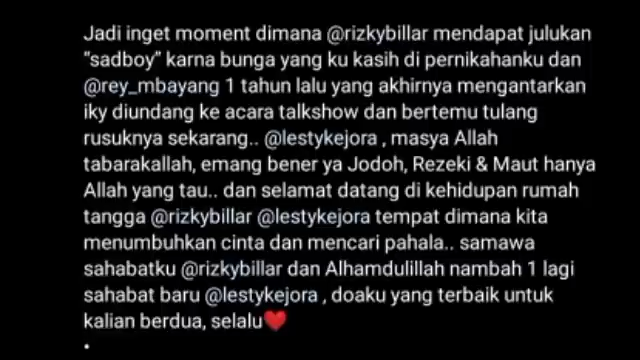 Jadi inget moment dimana @rizkybillar mendapat julukan
"sadboy" karna bunga yang ku kasih di pernikahanku dan
@rey_mbayang 1 tahun lalu yang akhirnya mengantarkan
iky diundang ke acara talkshow dan bertemu tulang
rusuknya sekarang.. @lestykejora , masya Allah
tabarakallah, emang bener ya Jodoh, Rezeki & Maut hanya
Allah yang tau.. dan selamat datang di kehidupan rumah
tangga @rizkybillar @lestykejora tempat dimana kita
menumbuhkan cinta dan mencari pahala.. samawa
sahabatku @rizkybillar dan Alhamdulillah nambah 1 lagi
sahabat baru @lestykejora , doaku yang terbaik untuk
kalian berdua, selalu❤️
•